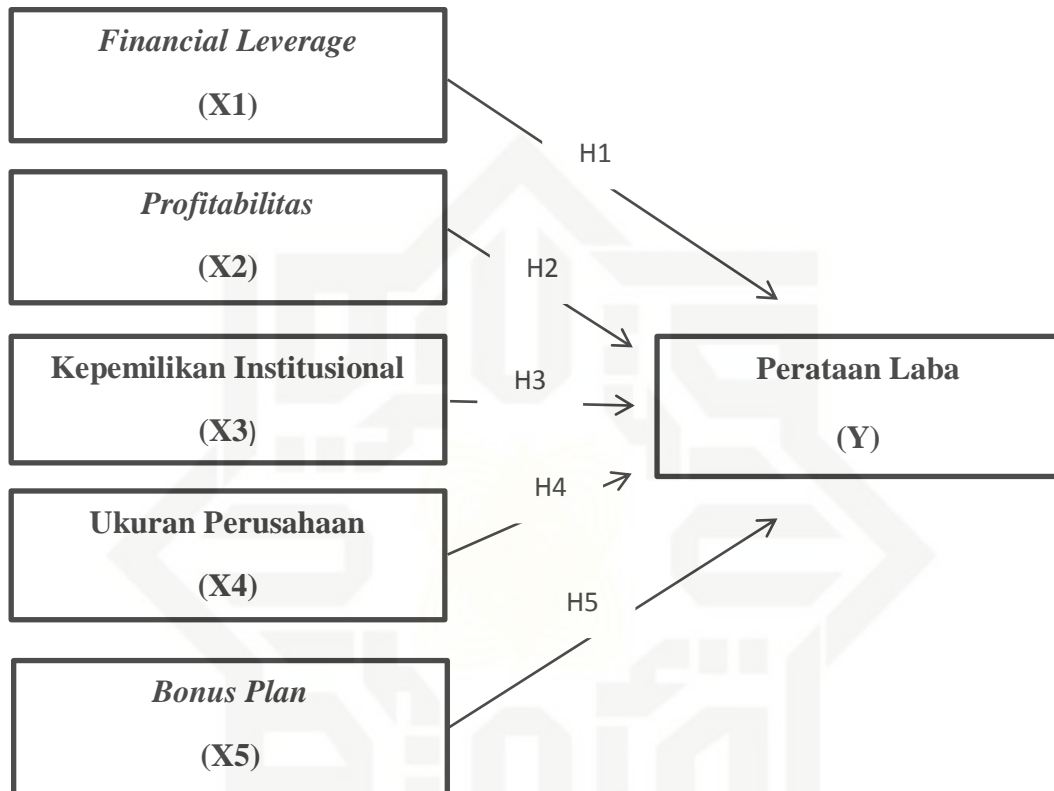 Financial Leverage
(X1)
H1
Profitabilitas
(X2)
H2
Kepemilikan Institusional
(X3)
H3
Perataan Laba
(Y)
Ukuran Perusahaan
(X4)
H4
Bonus Plan
(X5)
H5